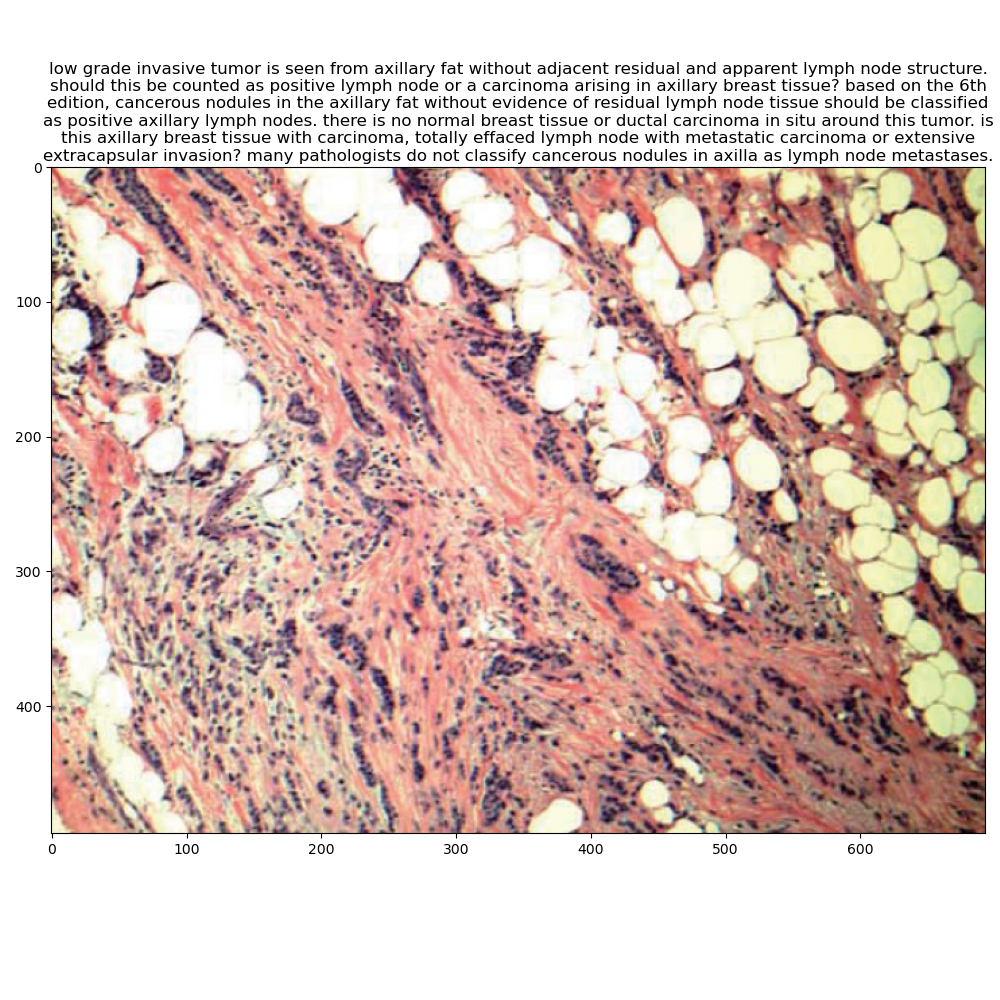 low grade invasive tumor is seen from axillary fat without adjacent residual and apparent lymph node structure.
should this be counted as positive lymph node or a carcinoma arising in axillary breast tissue? based on the 6th
edition, cancerous nodules in the axillary fat without evidence of residual lymph node tissue should be classified
as positive axillary lymph nodes. there is no normal breast tissue or ductal carcinoma in situ around this tumor. is
this axillary breast tissue with carcinoma, totally effaced lymph node with metastatic carcinoma or extensive
extracapsular invasion? many pathologists do not classify cancerous nodules in axilla as lymph node metastases.
0
100
200
300
400
0 100 200 300 400 500 600